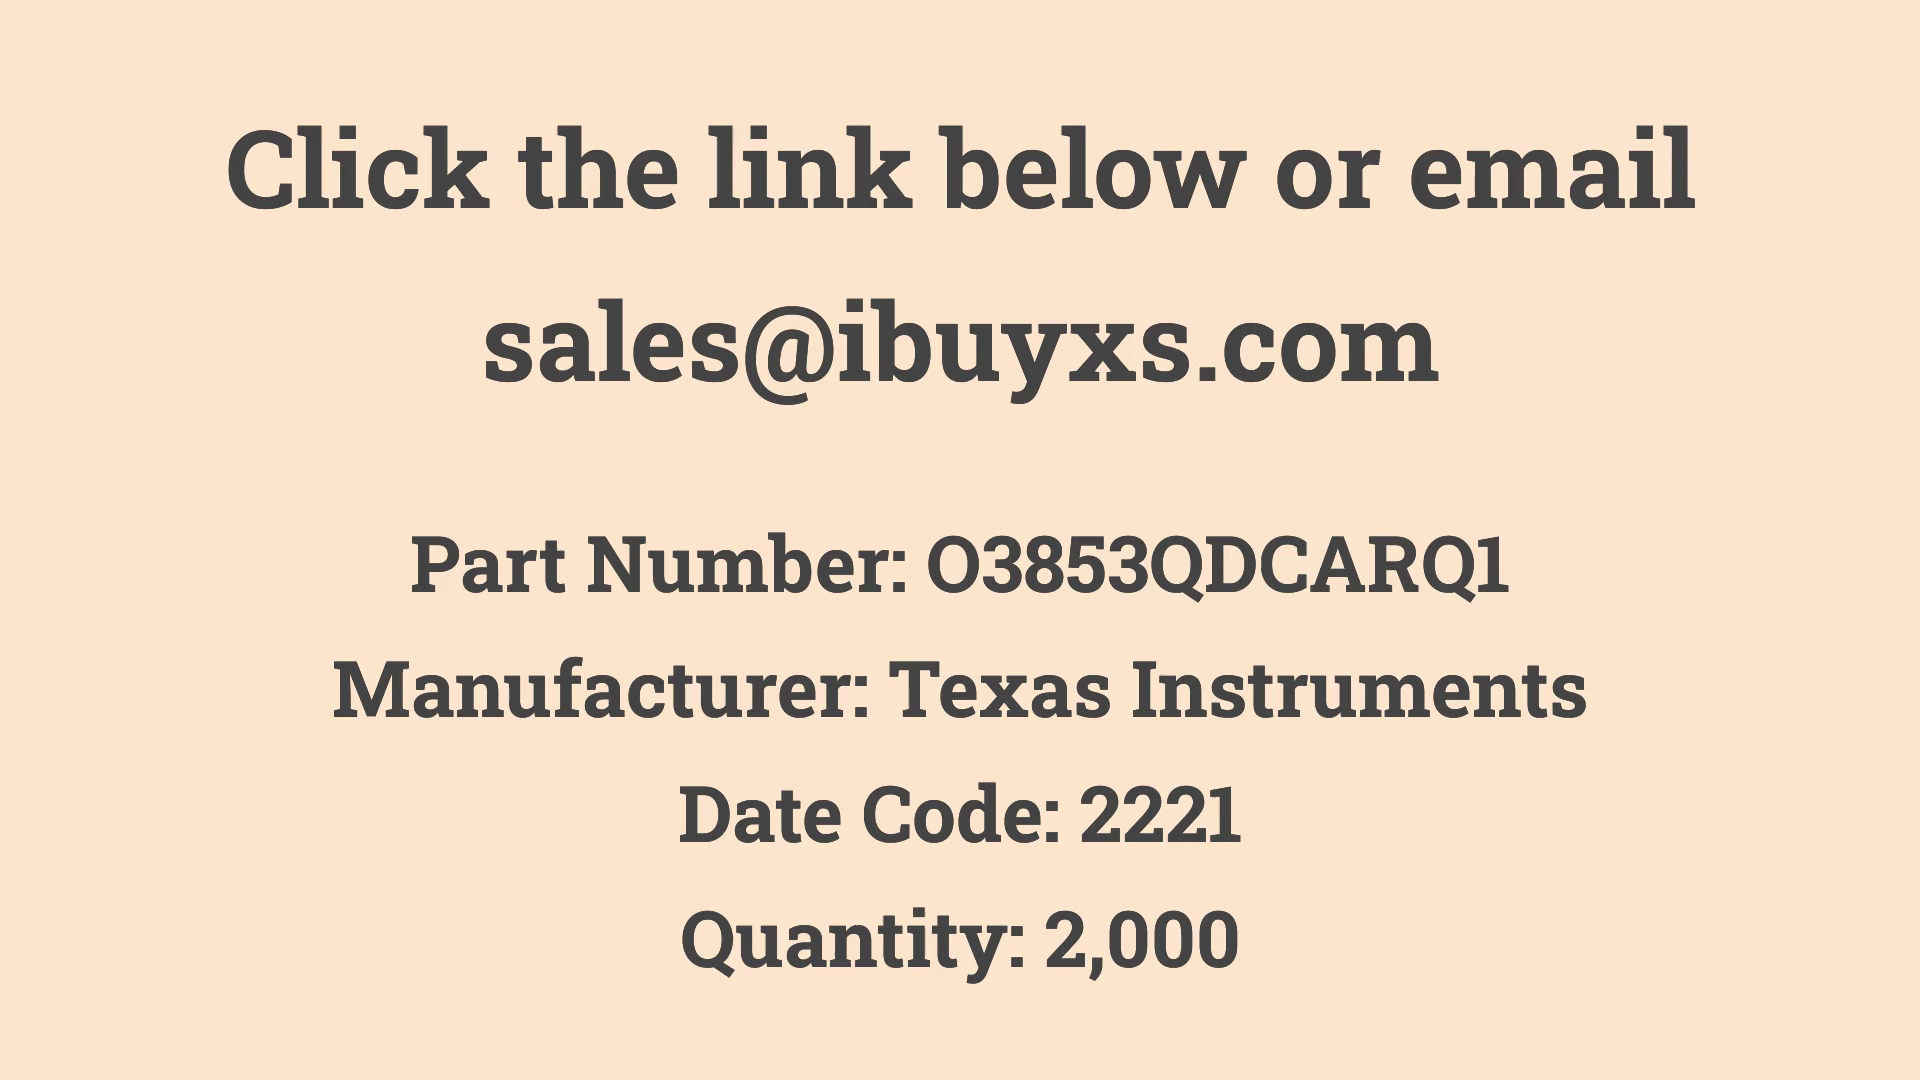 Click the link below or email
sales@ibuyxs.com
Part Number: O3853QDCARQ1
Manufacturer: Texas Instruments
Date Code: 2221
Quantity: 2,000